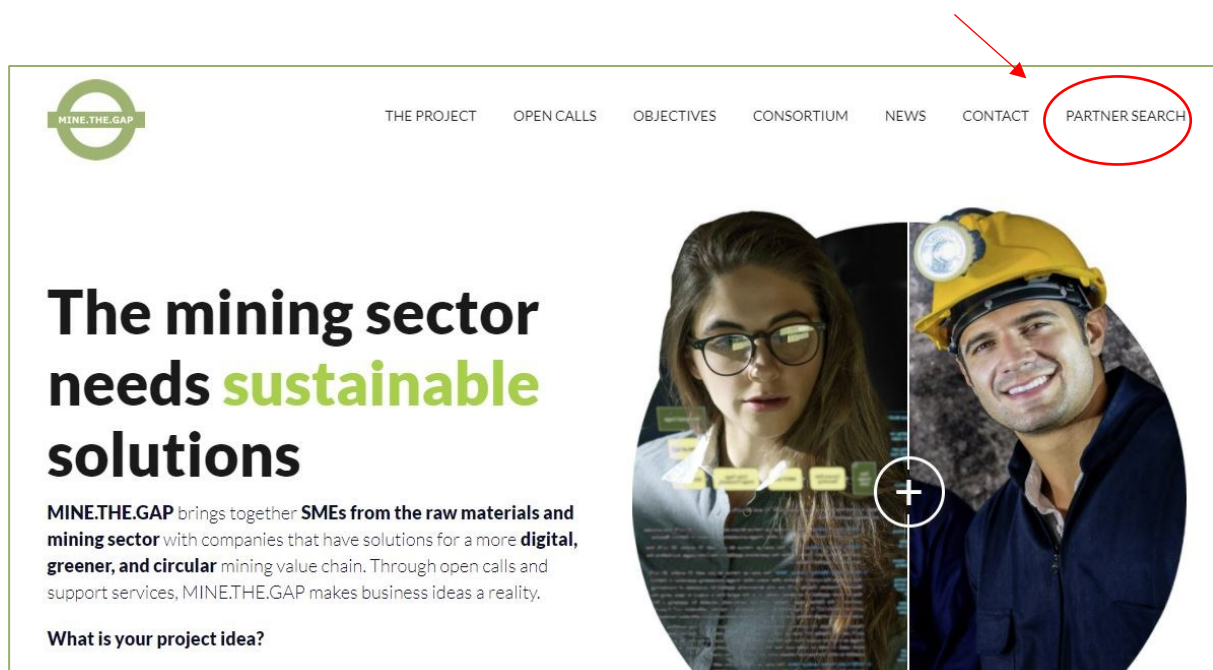 MINE.THE.GAP
THE PROJECT OPEN CALLS OBJECTIVES CONSORTIUM NEWS CONTACT PARTNER SEARCH
The mining sector
needs sustainable
solutions
MINE.THE.GAP brings together SMEs from the raw materials and
mining sector with companies that have solutions for a more digital,
greener, and circular mining value chain. Through open calls and
support services, MINE.THE.GAP makes business ideas a reality.
What is your project idea?